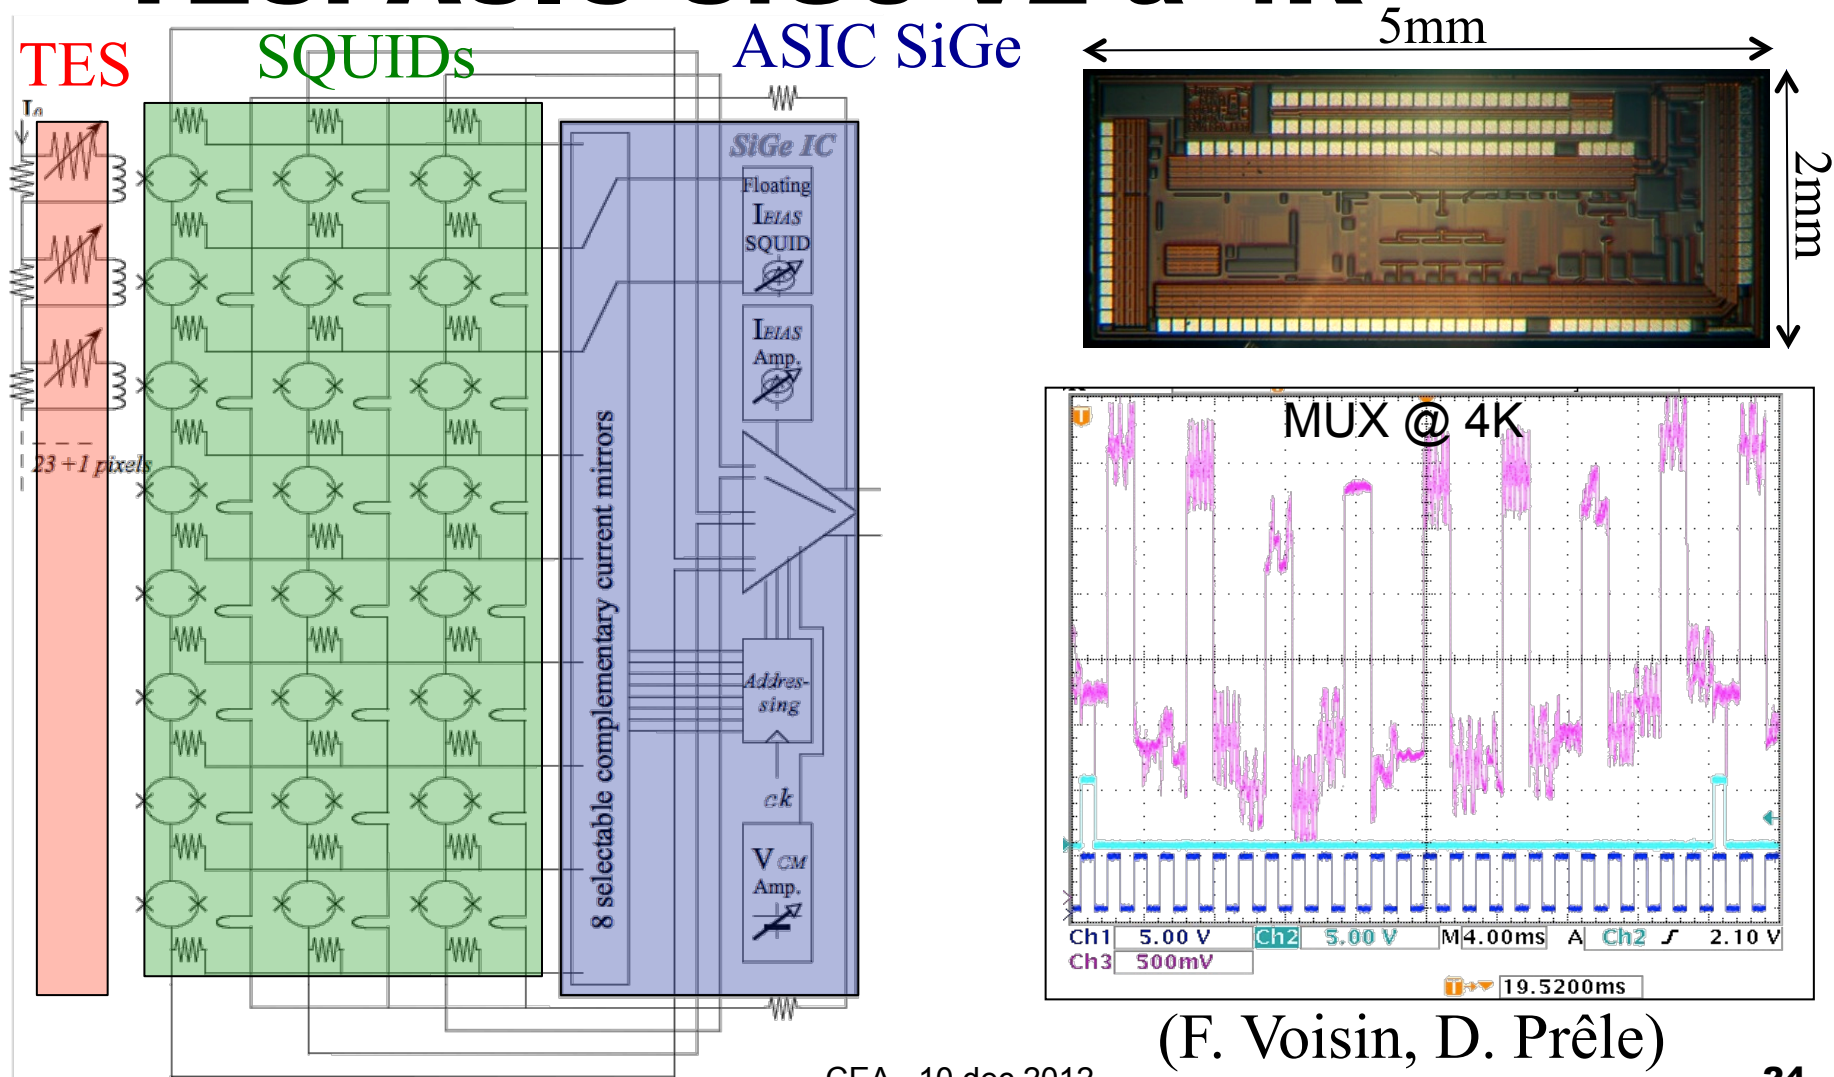 TES
SQUIDs
ASIC SiGe
23 +1 pixels
8 selectable complementary current mirrors
SiGe IC
Floating
IBIAS
SQUID
IBIAS
Amp.
Addres-
sing
ck
V CM
Amp.
5mm
2mm
MUX @ 4K
Ch1 5.00 V Ch2 5.00 V M 4.00ms A Ch2 2.10 V
Ch3 500mV
T 19.5200ms
(F. Voisin, D. Prêle)